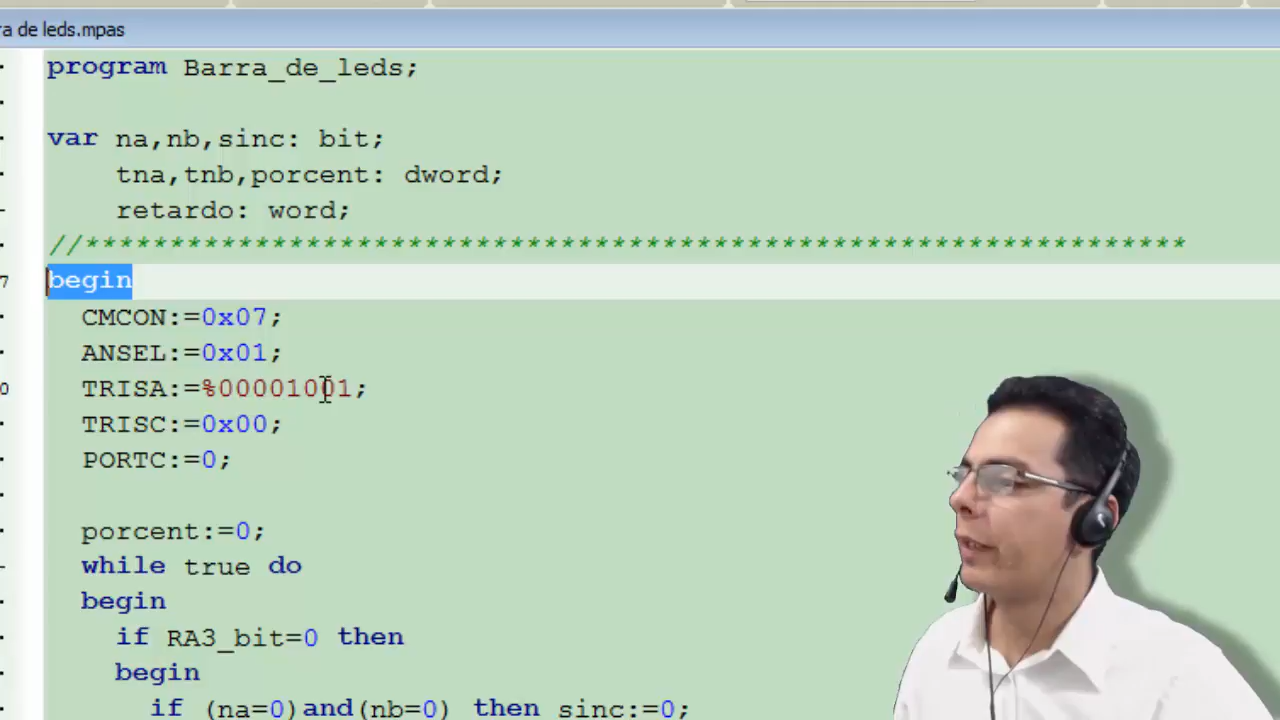 ra de leds.mpas
program Barra_de_leds;
var na,nb,sinc: bit;
tna,tnb,porcent: dword;
retardo: word;
//*****************************************************************
7
begin
CMCON:=0x07;
ANSEL:=0x01;
0
TRISA:=%00001001;
TRISC:=0x00;
PORTC:=0;
porcent:=0;
while true do
begin
if RA3_bit=0 then
begin
if (na=0)and(nb=0) then sinc:=0;